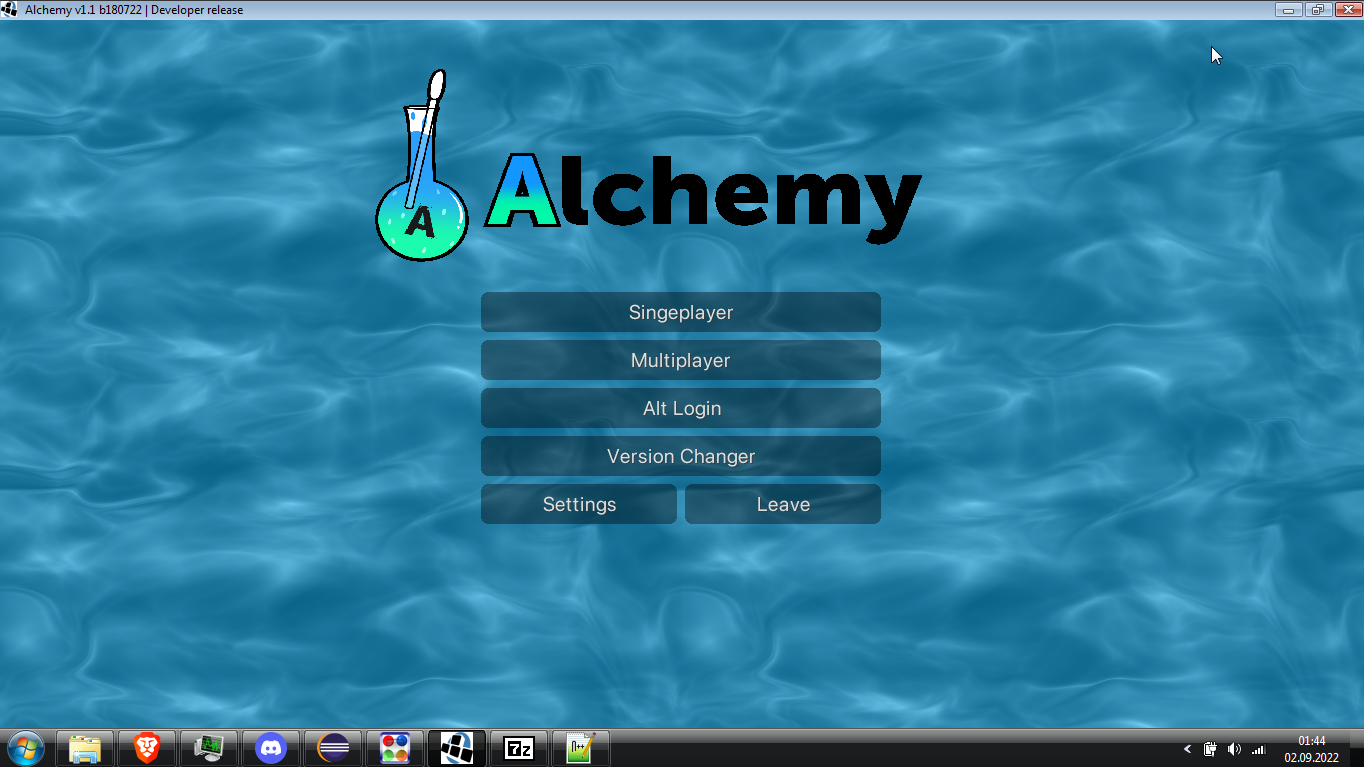 Alchemy v1.1 b180722 | Developer release
A
Alchemy
Singeplayer
Multiplayer
Alt Login
Version Changer
Settings
Leave
7z
n++
01:44
02.09.2022